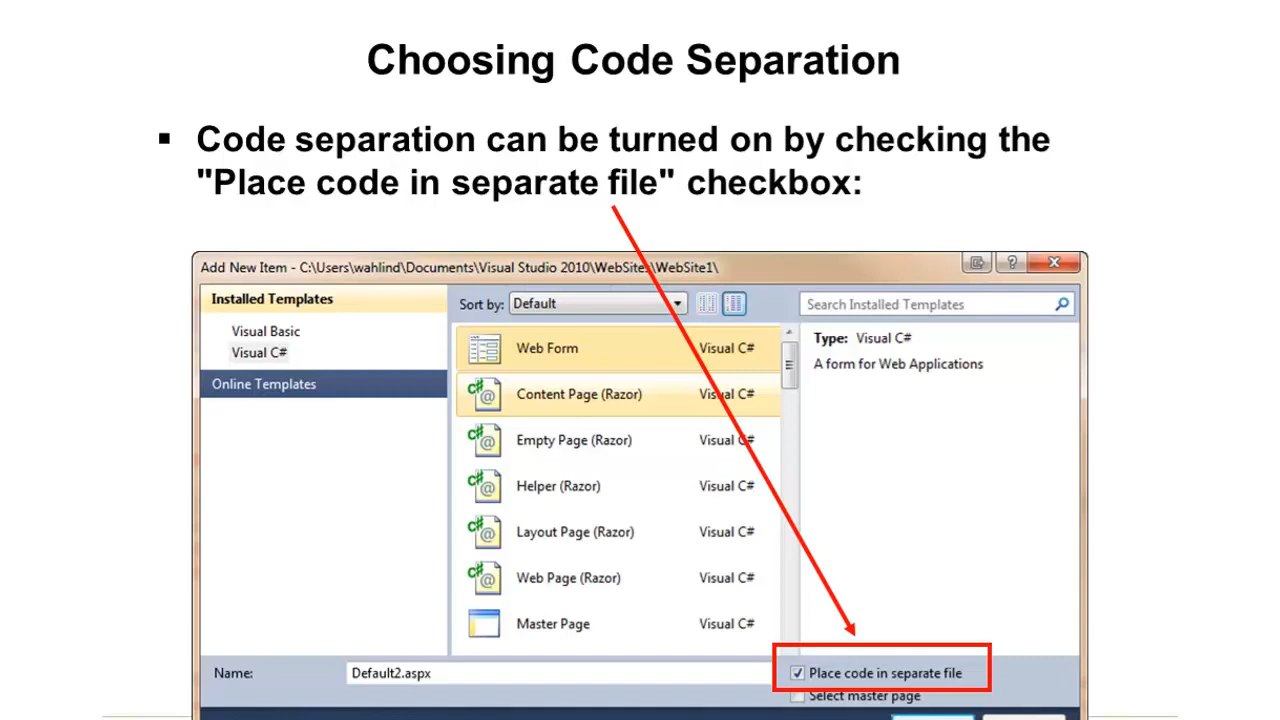 Choosing Code Separation
▪ Code separation can be turned on by checking the
"Place code in separate file" checkbox:
Add New Item - C:\Users\wahlind\Documents\Visual Studio 2010\WebSite1\WebSite1\
Installed Templates
Visual Basic
Visual C#
Online Templates
Sort by: Default
Web Form Visual C#
Content Page (Razor) Visual C#
Empty Page (Razor) Visual C#
Helper (Razor) Visual C#
Layout Page (Razor) Visual C#
Web Page (Razor) Visual C#
Master Page Visual C#
Search Installed Templates
Type: Visual C#
A form for Web Applications
Name: Default2.aspx
Place code in separate file
Select master page